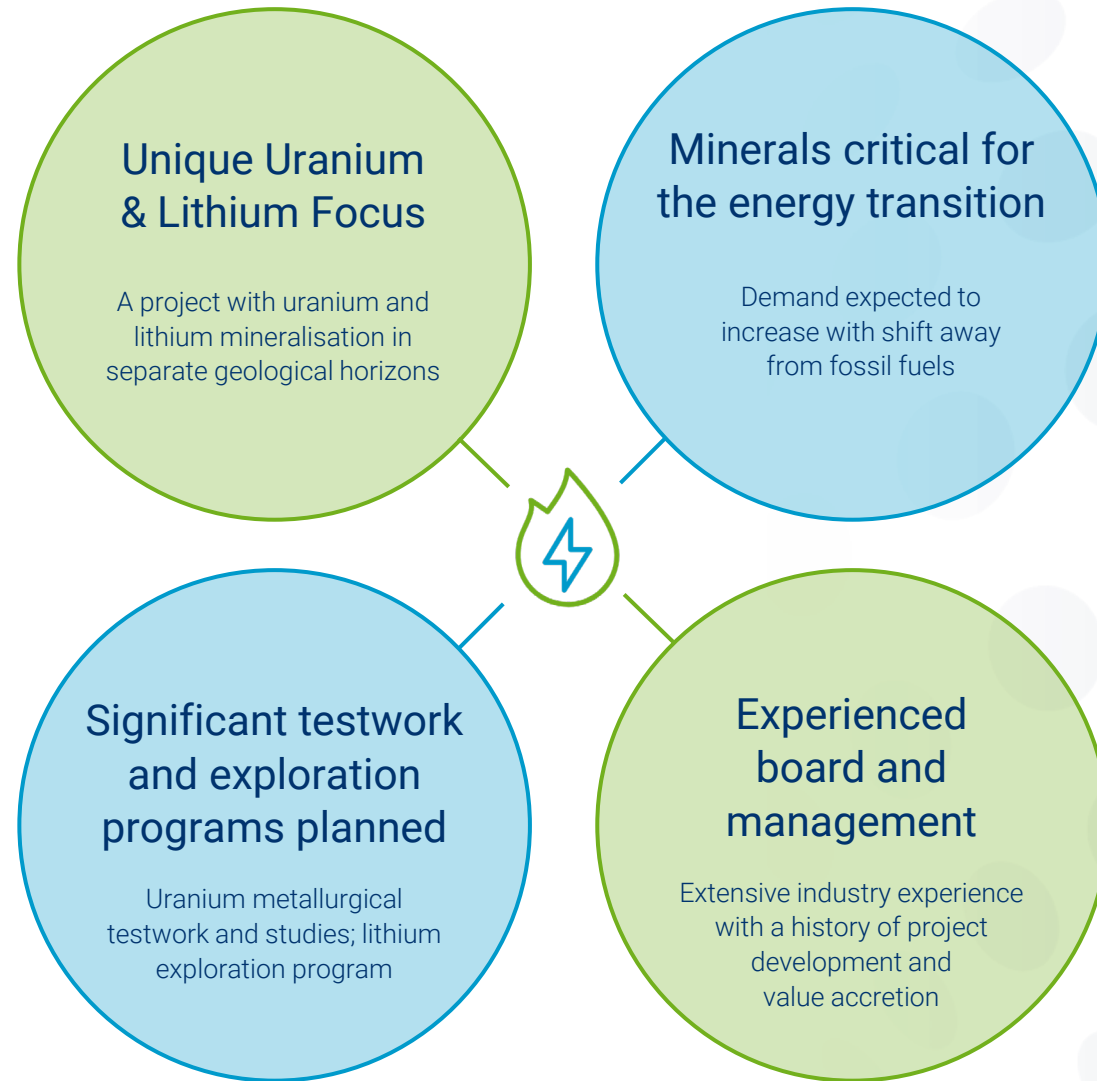 Unique Uranium
& Lithium Focus
A project with uranium and
lithium mineralisation in
separate geological horizons
Minerals critical for
the energy transition
Demand expected to
increase with shift away
from fossil fuels
Significant testwork
and exploration
programs planned
Uranium metallurgical
testwork and studies; lithium
exploration program
Experienced
board and
management
Extensive industry experience
with a history of project
development and
value accretion